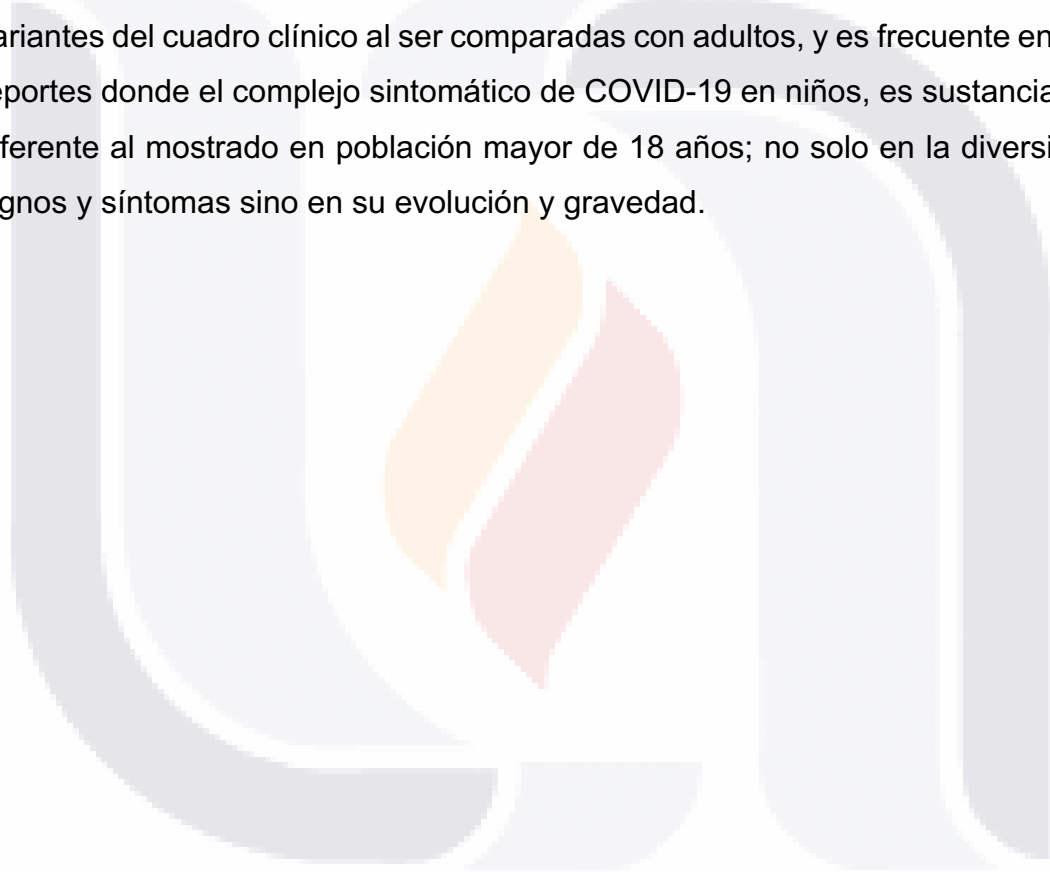 ariantes del cuadro clínico al ser comparadas con adultos, y es frecuente en
eportes donde el complejo sintomático de COVID-19 en niños, es sustancia
ferente al mostrado en población mayor de 18 años; no solo en la diversi
gnos y síntomas sino en su evolución y gravedad.